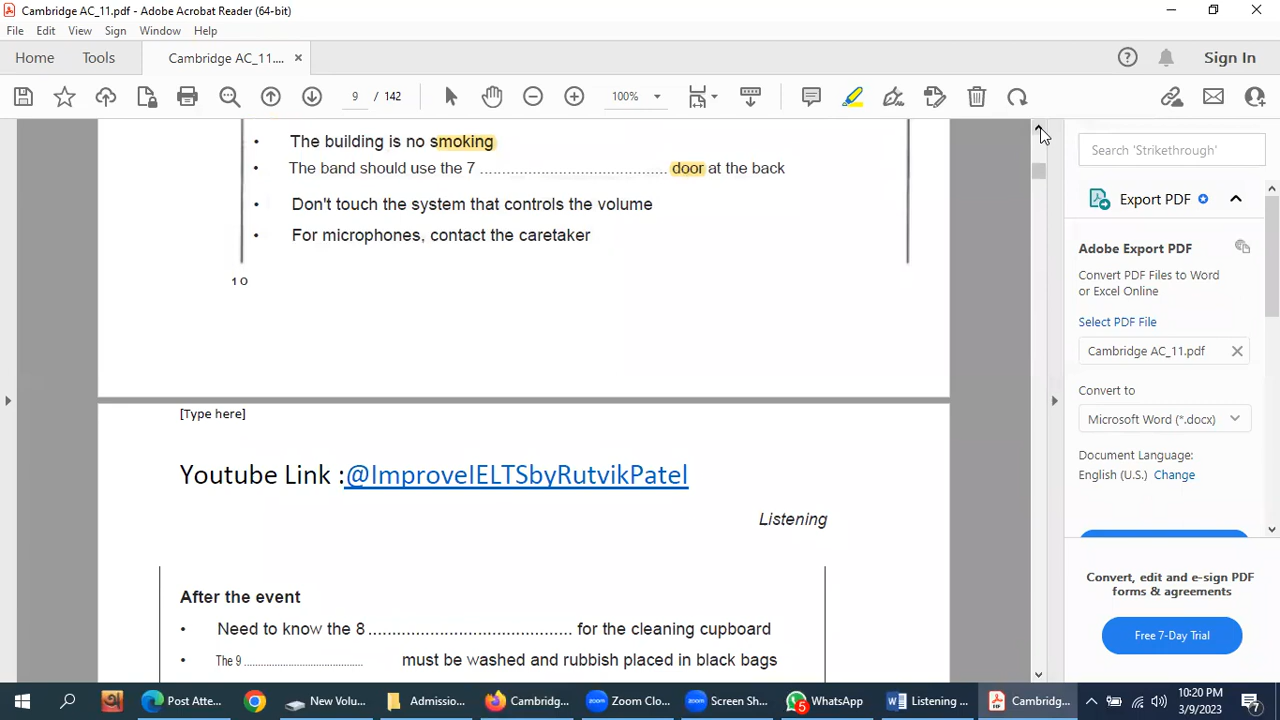 Cambridge AC_11.pdf - Adobe Acrobat Reader (64-bit)
File Edit View Sign Window Help
Home Tools Cambridge AC_11.... × Sign In
9 / 142 100%
• The building is no smoking
• The band should use the 7 .......................................... door at the back
• Don't touch the system that controls the volume
• For microphones, contact the caretaker
10
[Type here]
Youtube Link :@ImproveIELTSbyRutvikPatel
Listening
After the event
• Need to know the 8 ........................................... for the cleaning cupboard
• The 9 ........................................... must be washed and rubbish placed in black bags
Search 'Strikethrough'
Export PDF
Adobe Export PDF
Convert PDF Files to Word
or Excel Online
Select PDF File
Cambridge AC_11.pdf
Convert to
Microsoft Word (*.docx)
Document Language:
English (U.S.) Change
Convert, edit and e-sign PDF
forms & agreements
Free 7-Day Trial
Post Atte... New Volu... Admissio... Cambridg... Zoom Clo... Screen Sh... 5 WhatsApp Listening ... Cambridg...
10:20 PM
3/9/2023
7